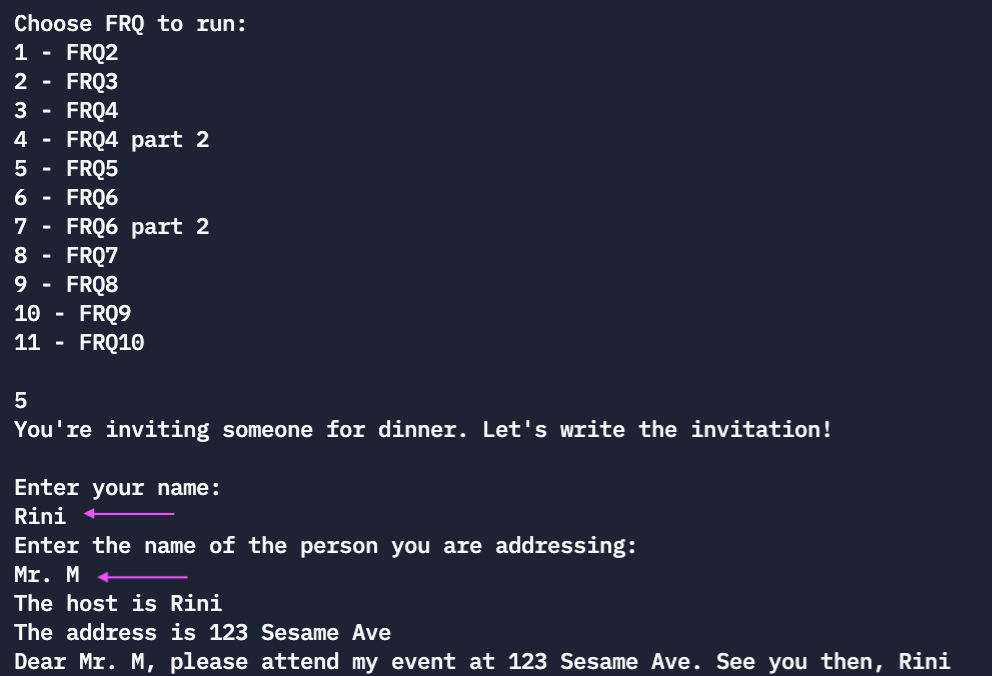 Choose FRQ to run:
1 - FRQ2
2 - FRQ3
3 - FRQ4
4 - FRQ4 part 2
5 - FRQ5
6 - FRQ6
7 - FRQ6 part 2
8 - FRQ7
9 - FRQ8
10 - FRQ9
11 - FRQ10
5
You're inviting someone for dinner. Let's write the invitation!
Enter your name:
Rini
Enter the name of the person you are addressing:
Mr. M
The host is Rini
The address is 123 Sesame Ave
Dear Mr. M, please attend my event at 123 Sesame Ave. See you then, Rini